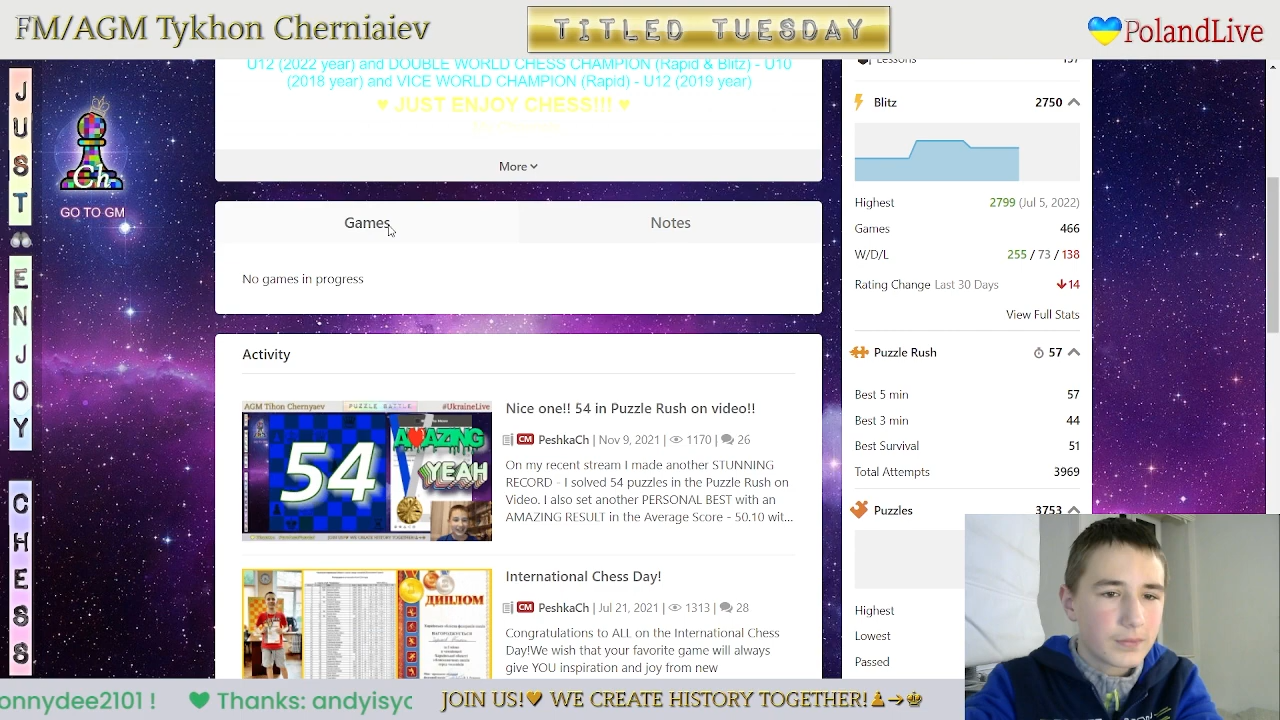 FM/AGM Tykhon Cherniaiev
TITLED TUESDAY
PolandLive
JUST
ENJOY
CHESS
Ch
GO TO GM
U12 (2022 year) and DOUBLE WORLD CHESS CHAMPION (Rapid & Blitz) - U10
(2018 year) and VICE WORLD CHAMPION (Rapid) - U12 (2019 year)
♥ JUST ENJOY CHESS!!! ♥
More
Games
Notes
No games in progress
Activity
AGM Tihon Chernyaev
PUZZLE BATTLE
#UkraineLive
54
AMAZING
YEAH
Nice one!! 54 in Puzzle Rush on video!!
CM PeshkaCh | Nov 9, 2021 | 1170 | 26
On my recent stream I made another STUNNING
RECORD - I solved 54 puzzles in the Puzzle Rush on
Video. I also set another PERSONAL BEST with an
AMAZING RESULT in the Average Score - 50.10 wit...
ДИПЛОМ
International Chess Day!
CM PeshkaCh | Jul 21, 2021 | 1313 | 23
Congratulations to ALL on the International Chess
Day!We wish that your favorite game will always
give YOU inspiration and joy from new
Lessons
Blitz
2750
Highest
2799 (Jul 5, 2022)
Games
466
W/D/L
255 / 73 / 138
Rating Change Last 30 Days
14
View Full Stats
Puzzle Rush
57
Best 5 min
57
Best 3 min
44
Best Survival
51
Total Attempts
3969
Puzzles
3753
Highest
onnydee2101 !
Thanks: andyisyc
JOIN US!♥ WE CREATE HISTORY TOGETHER!♟→♚